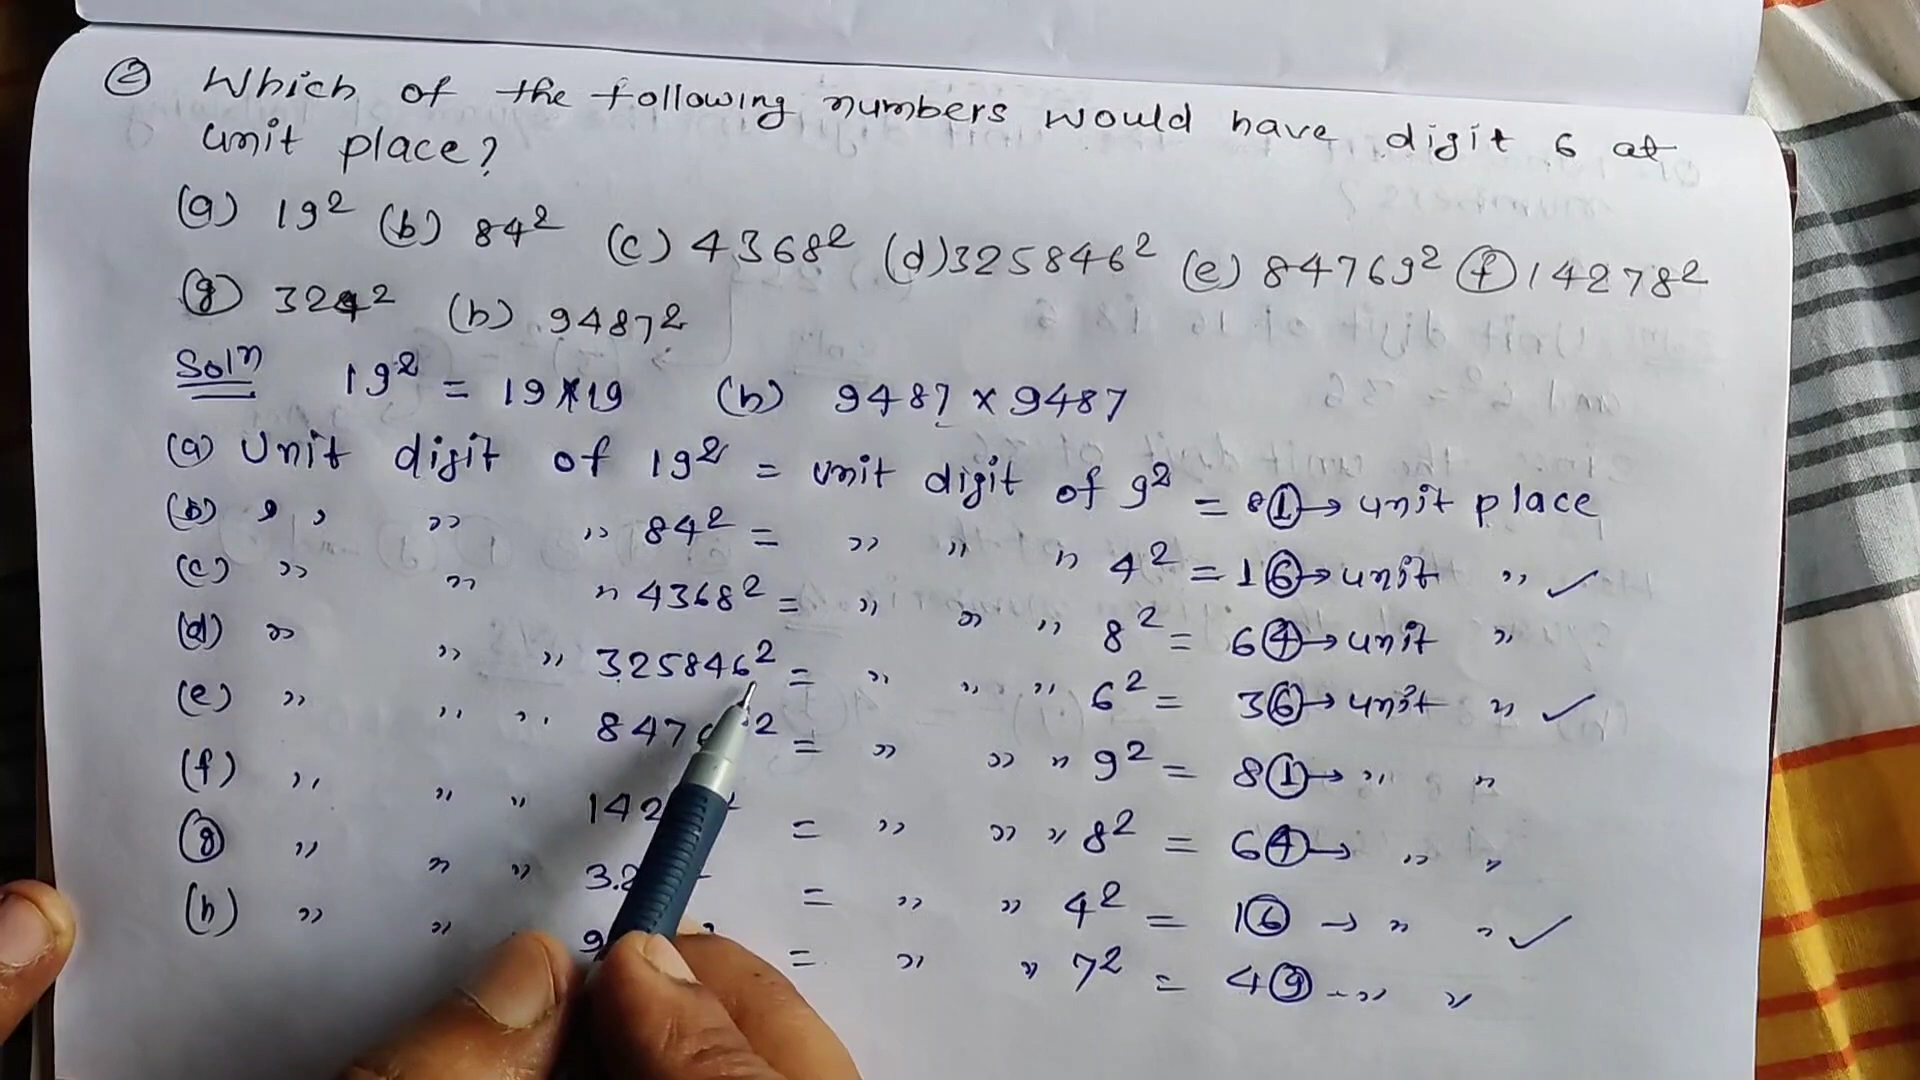 ② Which of the following numbers would have digit 6 at
unit place?
(a) 19² (b) 84² (c) 4368² (d) 325846² (e) 84769² (f) 14278²
(g) 324² (h) 9487²
Solⁿ 19² = 19×19 (h) 9487 × 9487
(a) Unit digit of 19² = unit digit of 9² = 8① → unit place
(b) ,, ,, ,, 84² = ,, ,, ,, 4² = 1⑥ → unit ,, ✓
(c) ,, ,, ,, 4368² = ,, ,, ,, 8² = 6④ → unit ,,
(d) ,, ,, ,, 325846² = ,, ,, ,, 6² = 3⑥ → unit ,, ✓
(e) ,, ,, ,, 847 ² = ,, ,, ,, 9² = 8① → ,, ,,
(f) ,, ,, ,, 142 = ,, ,, ,, 8² = 6④ → ,, ,,
(g) ,, ,, ,, 32 = ,, ,, 4² = 1⑥ → ,, ,, ✓
(h) ,, ,, 9 = ,, ,, 7² = 4⑨ → ,, ,,